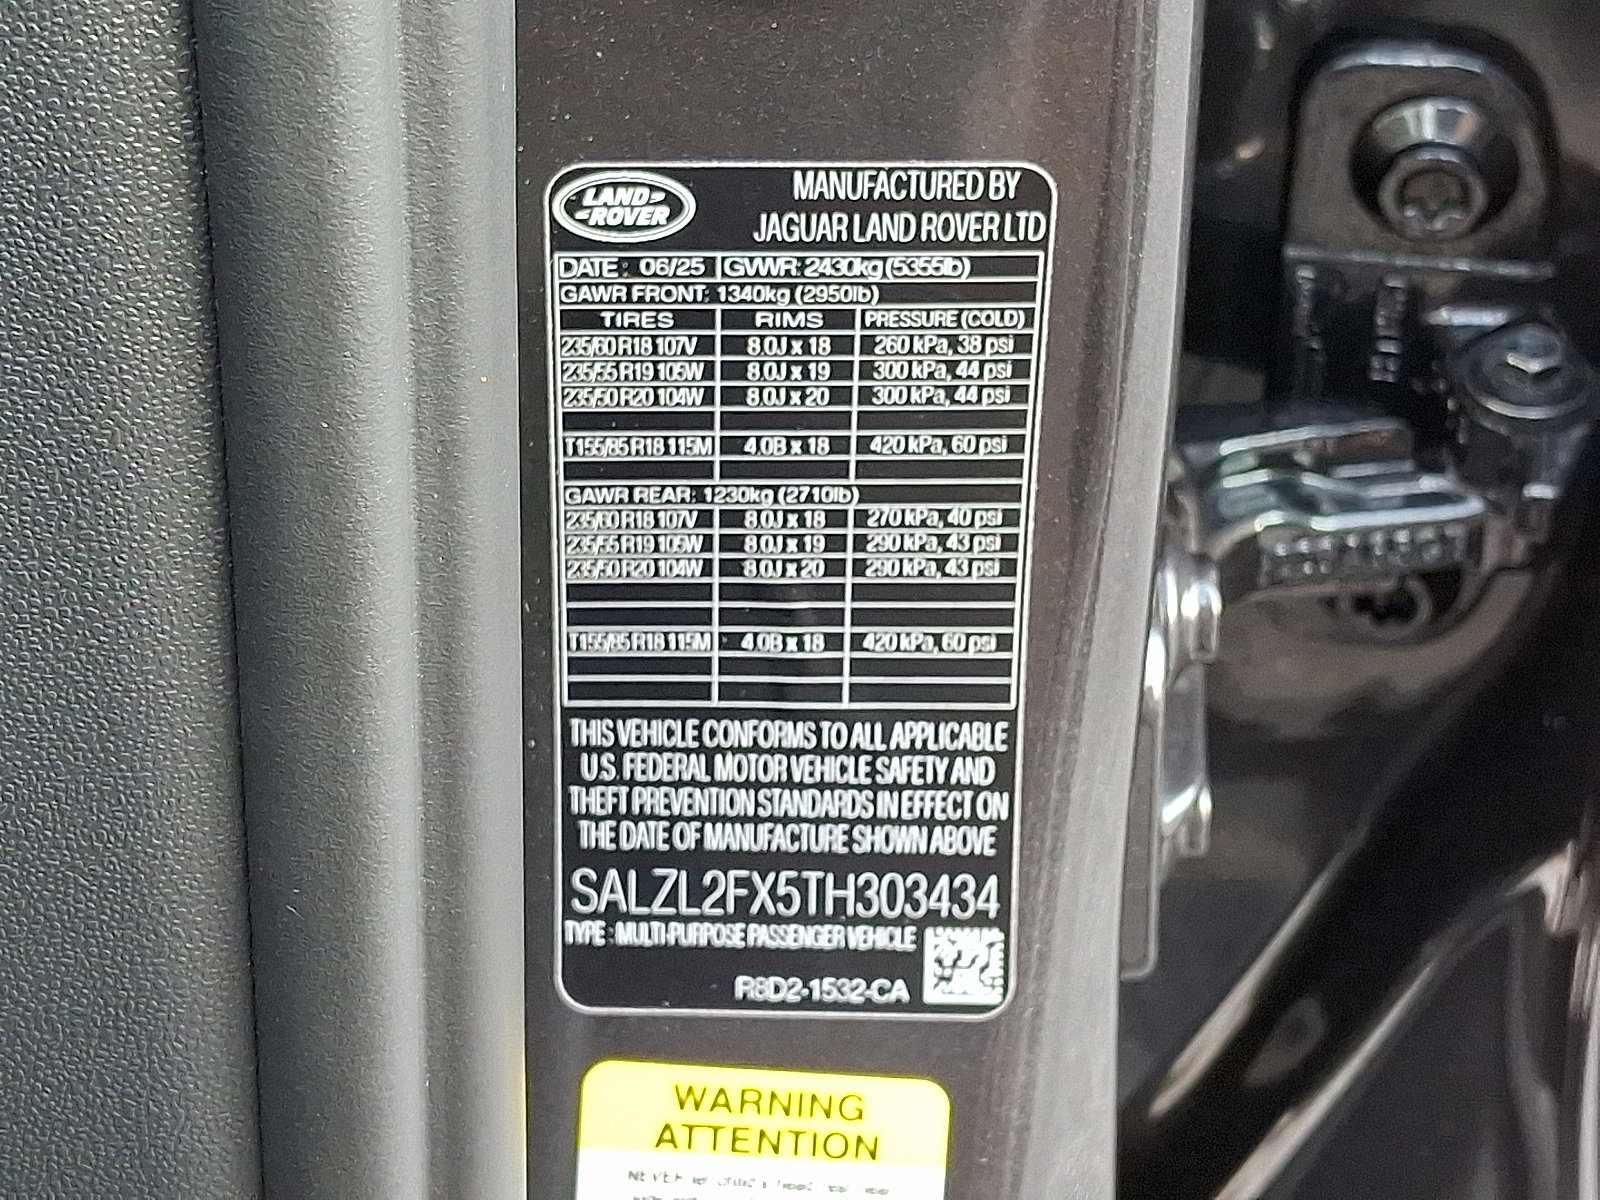 LAND ROVER
MANUFACTURED BY
JAGUAR LAND ROVER LTD
DATE: 06/25 GVWR: 2430kg (5355lb)
GAWR FRONT: 1340kg (2950lb)
TIRES RIMS PRESSURE (COLD)
235/60 R18 107V 8.0J x 18 260 kPa, 38 psi
235/55 R19 105W 8.0J x 19 300 kPa, 44 psi
235/50 R20 104W 8.0J x 20 300 kPa, 44 psi
T155/85 R18 115M 4.0B x 18 420 kPa, 60 psi
GAWR REAR: 1230kg (2710lb)
235/60 R18 107V 8.0J x 18 270 kPa, 40 psi
235/55 R19 105W 8.0J x 19 290 kPa, 43 psi
235/50 R20 104W 8.0J x 20 290 kPa, 43 psi
T155/85 R18 115M 4.0B x 18 420 kPa, 60 psi
THIS VEHICLE CONFORMS TO ALL APPLICABLE
U.S. FEDERAL MOTOR VEHICLE SAFETY AND
THEFT PREVENTION STANDARDS IN EFFECT ON
THE DATE OF MANUFACTURE SHOWN ABOVE
SALZL2FX5TH303434
TYPE : MULTI-PURPOSE PASSENGER VEHICLE
R8D2-1532-CA
WARNING
ATTENTION